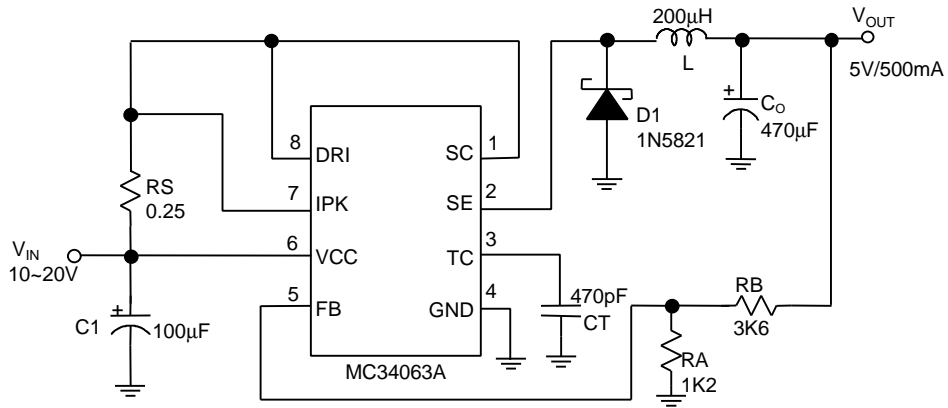 200μH
L
VOUT
5V/500mA
+
CO
470μF
D1
1N5821
8
DRI
SC
1
7
IPK
SE
2
RS
0.25
6
VCC
TC
3
VIN
10~20V
5
FB
GND
4
470pF
CT
RB
3K6
+
C1
100μF
RA
1K2
MC34063A